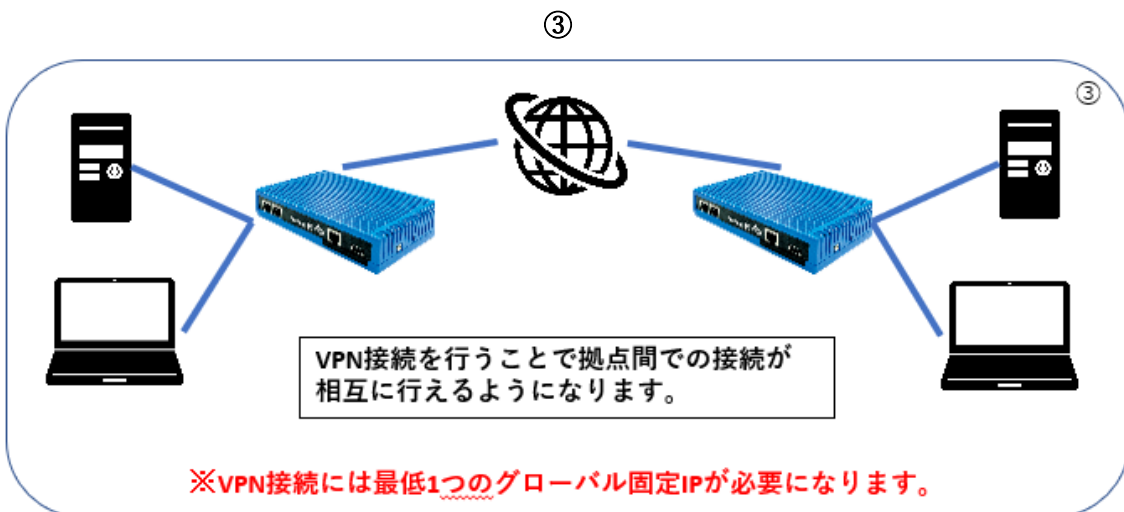 ③
③
VPN接続を行うことで拠点間での接続が
相互に行えるようになります。
※VPN接続には最低1つのグローバル固定IPが必要になります。